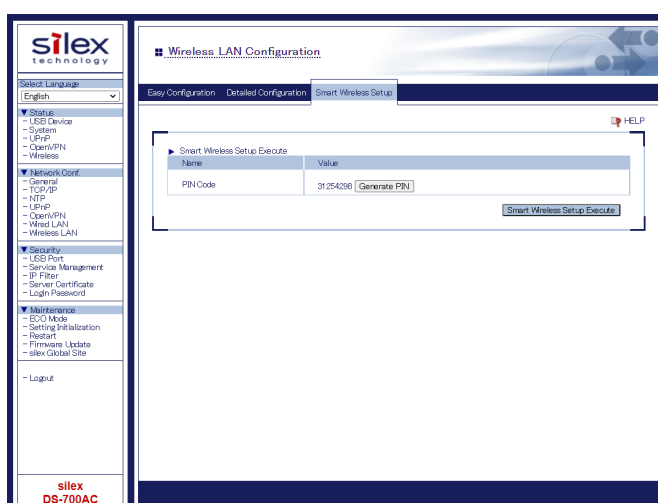 silex
technology
Select Language
English
▼ Status
- USB Device
- System
- UPnP
- OpenVPN
- Wireless
▼ Network Conf.
- General
- TCP/IP
- NTP
- UPnP
- OpenVPN
- Wired LAN
- Wireless LAN
▼ Security
- USB Port
- Service Management
- IP Filter
- Server Certificate
- Login Password
▼ Maintenance
- ECO Mode
- Setting Initialization
- Restart
- Firmware Update
- silex Global Site
- Logout
silex
DS-700AC
Wireless LAN Configuration
Easy Configuration Detailed Configuration Smart Wireless Setup
HELP
Smart Wireless Setup Execute
Name Value
PIN Code 31254298 Generate PIN
Smart Wireless Setup Execute